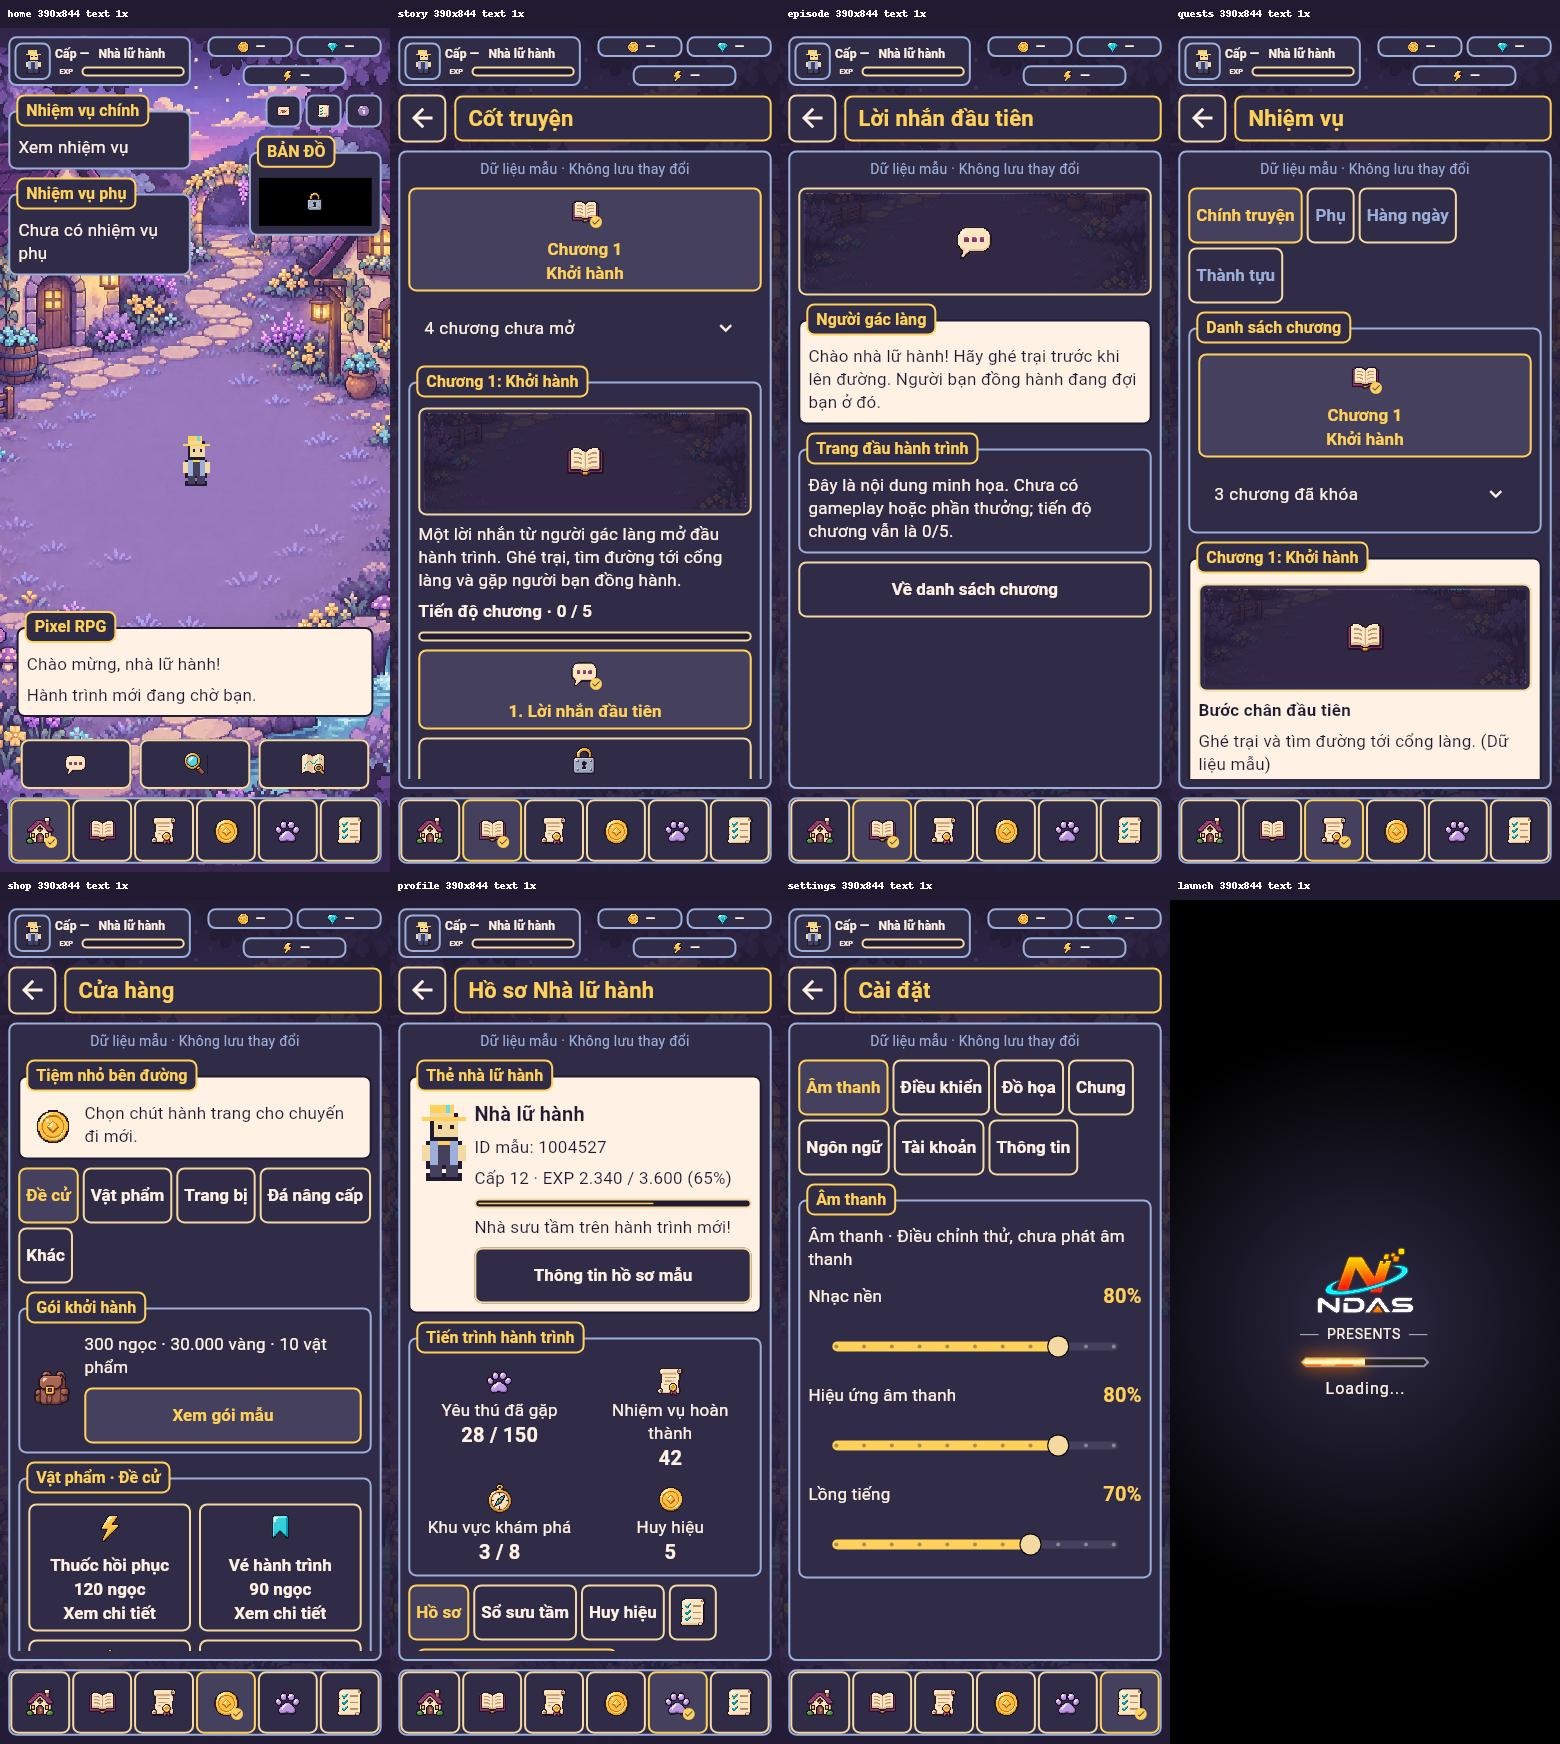 home 390x844 text 1x
Cấp — Nhà lữ hành
EXP
—
—
—
Nhiệm vụ chính
Xem nhiệm vụ
Nhiệm vụ phụ
Chưa có nhiệm vụ
phụ
BẢN ĐỒ
Pixel RPG
Chào mừng, nhà lữ hành!
Hành trình mới đang chờ bạn.
story 390x844 text 1x
Cấp — Nhà lữ hành
EXP
—
—
—
Cốt truyện
Dữ liệu mẫu · Không lưu thay đổi
Chương 1
Khởi hành
4 chương chưa mở
Chương 1: Khởi hành
Một lời nhắn từ người gác làng mở đầu
hành trình. Ghé trại, tìm đường tới cổng
làng và gặp người bạn đồng hành.
Tiến độ chương · 0 / 5
1. Lời nhắn đầu tiên
episode 390x844 text 1x
Cấp — Nhà lữ hành
EXP
—
—
—
Lời nhắn đầu tiên
Dữ liệu mẫu · Không lưu thay đổi
Người gác làng
Chào nhà lữ hành! Hãy ghé trại trước khi
lên đường. Người bạn đồng hành đang đợi
bạn ở đó.
Trang đầu hành trình
Đây là nội dung minh họa. Chưa có
gameplay hoặc phần thưởng; tiến độ
chương vẫn là 0/5.
Về danh sách chương
quests 390x844 text 1x
Cấp — Nhà lữ hành
EXP
—
—
—
Nhiệm vụ
Dữ liệu mẫu · Không lưu thay đổi
Chính truyện Phụ Hàng ngày
Thành tựu
Danh sách chương
Chương 1
Khởi hành
3 chương đã khóa
Chương 1: Khởi hành
Bước chân đầu tiên
Ghé trại và tìm đường tới cổng làng. (Dữ
liệu mẫu)
shop 390x844 text 1x
Cấp — Nhà lữ hành
EXP
—
—
—
Cửa hàng
Dữ liệu mẫu · Không lưu thay đổi
Tiệm nhỏ bên đường
Chọn chút hành trang cho chuyến
đi mới.
Đề cử Vật phẩm Trang bị Đá nâng cấp
Khác
Gói khởi hành
300 ngọc · 30.000 vàng · 10 vật
phẩm
Xem gói mẫu
Vật phẩm · Đề cử
Thuốc hồi phục
120 ngọc
Xem chi tiết
Vé hành trình
90 ngọc
Xem chi tiết
profile 390x844 text 1x
Cấp — Nhà lữ hành
EXP
—
—
—
Hồ sơ Nhà lữ hành
Dữ liệu mẫu · Không lưu thay đổi
Thẻ nhà lữ hành
Nhà lữ hành
ID mẫu: 1004527
Cấp 12 · EXP 2.340 / 3.600 (65%)
Nhà sưu tầm trên hành trình mới!
Thông tin hồ sơ mẫu
Tiến trình hành trình
Yêu thú đã gặp
28 / 150
Nhiệm vụ hoàn
thành
42
Khu vực khám phá
3 / 8
Huy hiệu
5
Hồ sơ Sổ sưu tầm Huy hiệu
settings 390x844 text 1x
Cấp — Nhà lữ hành
EXP
—
—
—
Cài đặt
Dữ liệu mẫu · Không lưu thay đổi
Âm thanh Điều khiển Đồ họa Chung
Ngôn ngữ Tài khoản Thông tin
Âm thanh
Âm thanh · Điều chỉnh thử, chưa phát âm
thanh
Nhạc nền 80%
Hiệu ứng âm thanh 80%
Lồng tiếng 70%
launch 390x844 text 1x
NDAS
PRESENTS
Loading...